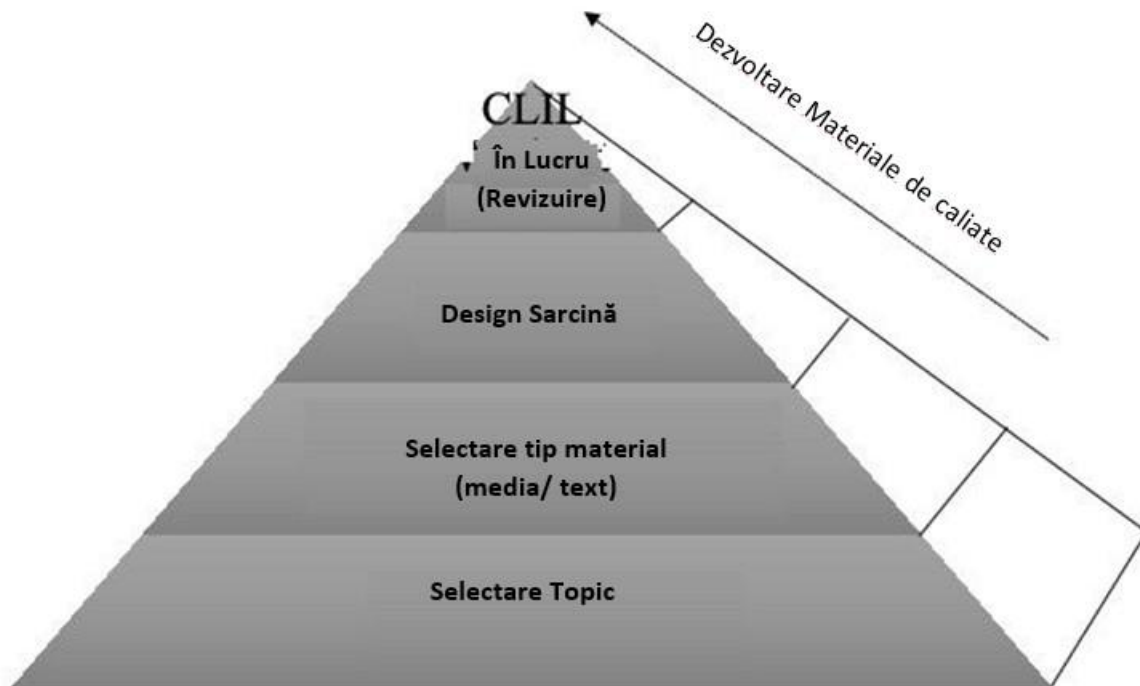 CLIL
În Lucru
(Revizuire)
Design Sarcină
Selectare tip material
(media/ text)
Selectare Topic
Dezvoltare Materiale de caliate